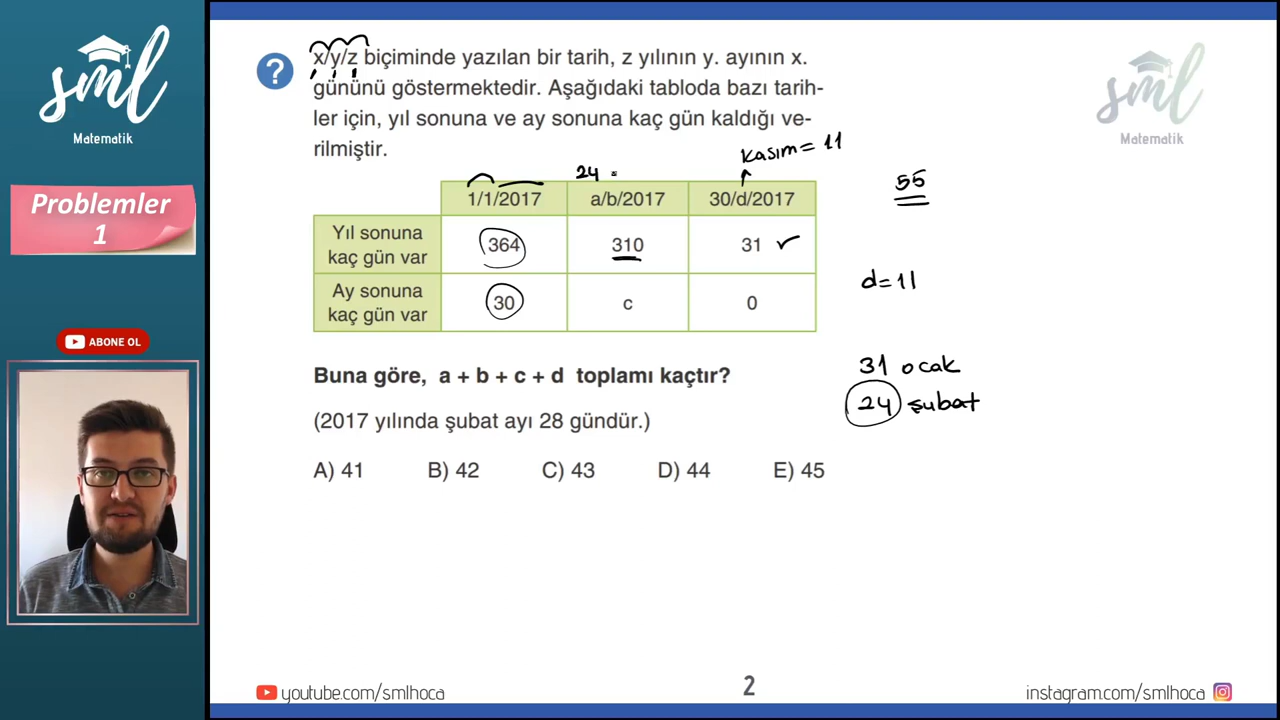 sml
Matematik
Problemler
1
ABONE OL
?
x/y/z biçiminde yazılan bir tarih, z yılının y. ayının x.
gününü göstermektedir. Aşağıdaki tabloda bazı tarih-
ler için, yıl sonuna ve ay sonuna kaç gün kaldığı ve-
rilmiştir.
kasım = 11
24 =
1/1/2017 a/b/2017 30/d/2017
Yıl sonuna
kaç gün var
364 310 31 ✓
Ay sonuna
kaç gün var
30 c 0
55
d=11
31 ocak
24 şubat
Buna göre, a + b + c + d toplamı kaçtır?
(2017 yılında şubat ayı 28 gündür.)
A) 41 B) 42 C) 43 D) 44 E) 45
sml
Matematik
youtube.com/smlhoca
2
instagram.com/smlhoca